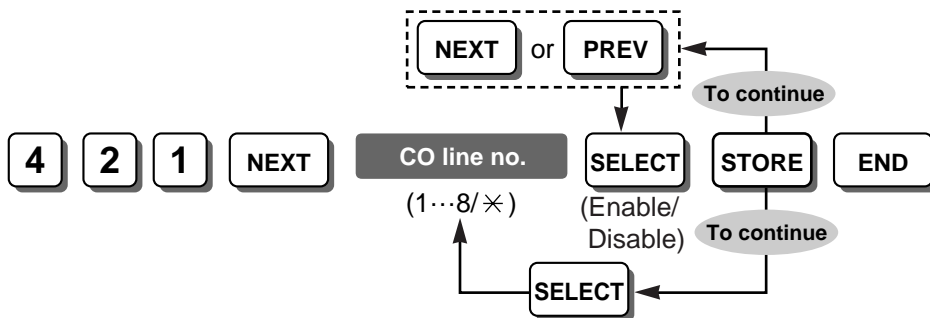 NEXT or PREV
To continue
4 2 1 NEXT CO line no. SELECT STORE END
(1···8/✳) (Enable/
Disable)
To continue
SELECT